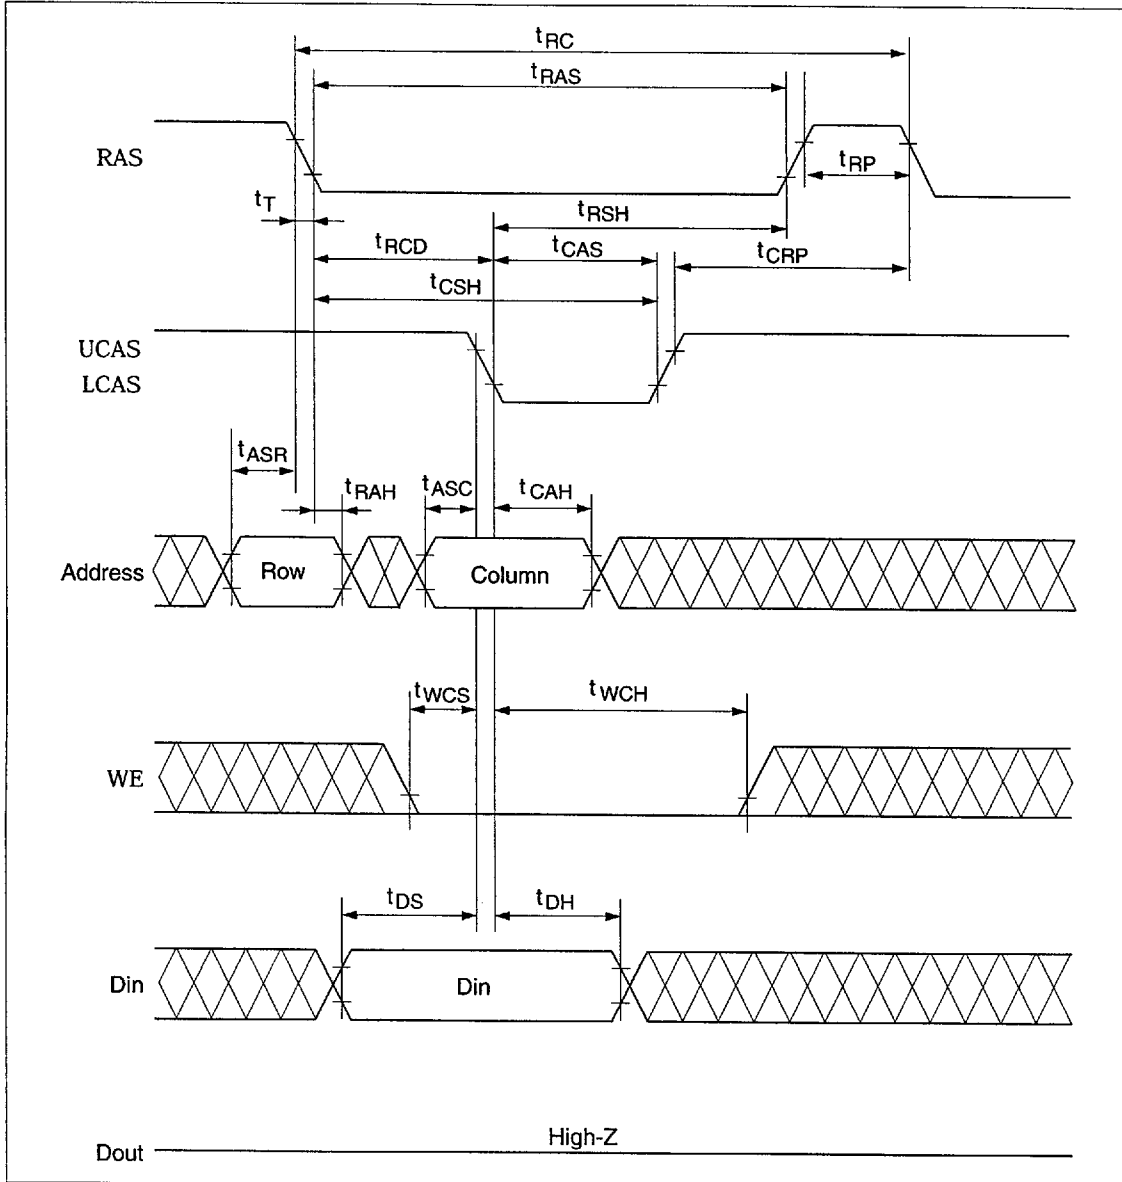 tRC
tRAS
RAS
tRP
tT
tRSH
tRCD
tCAS
tCRP
tCSH
UCAS
LCAS
tASR
tRAH
tASC
tCAH
Address
Row
Column
tWCS
tWCH
WE
tDS
tDH
Din
Din
High-Z
Dout